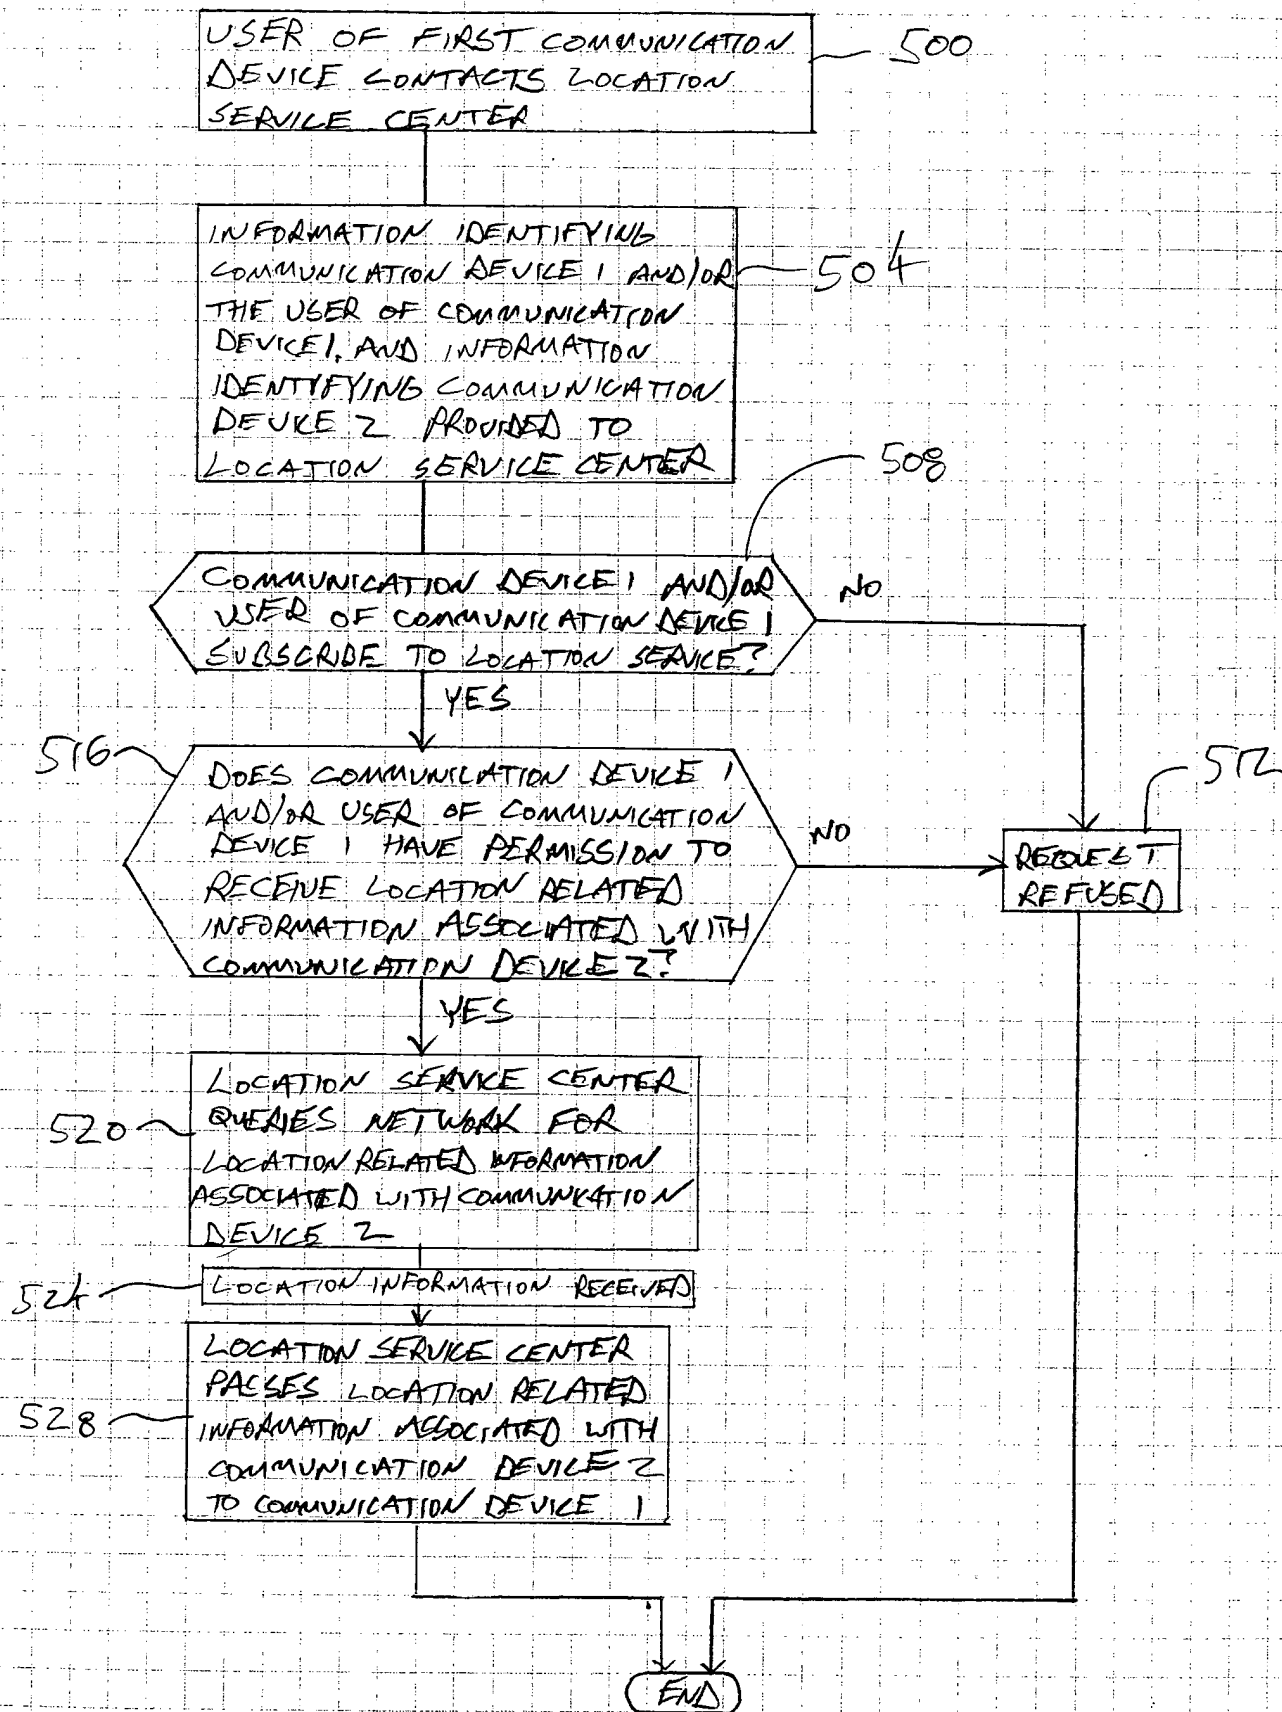 USER OF FIRST COMMUNICATION
DEVICE CONTACTS LOCATION
SERVICE CENTER
500
INFORMATION IDENTIFYING
COMMUNICATION DEVICE 1 AND/OR
THE USER OF COMMUNICATION
DEVICE 1, AND INFORMATION
IDENTIFYING COMMUNICATION
DEVICE 2 PROVIDED TO
LOCATION SERVICE CENTER
504
508
COMMUNICATION DEVICE 1 AND/OR
USER OF COMMUNICATION DEVICE 1
SUBSCRIBE TO LOCATION SERVICE?
NO
YES
516
DOES COMMUNICATION DEVICE 1
AND/OR USER OF COMMUNICATION
DEVICE 1 HAVE PERMISSION TO
RECEIVE LOCATION RELATED
INFORMATION ASSOCIATED WITH
COMMUNICATION DEVICE 2?
NO
512
REQUEST
REFUSED
YES
520
LOCATION SERVICE CENTER
QUERIES NETWORK FOR
LOCATION RELATED INFORMATION
ASSOCIATED WITH COMMUNICATION
DEVICE 2
524
LOCATION INFORMATION RECEIVED
528
LOCATION SERVICE CENTER
PASSES LOCATION RELATED
INFORMATION ASSOCIATED WITH
COMMUNICATION DEVICE 2
TO COMMUNICATION DEVICE 1
END